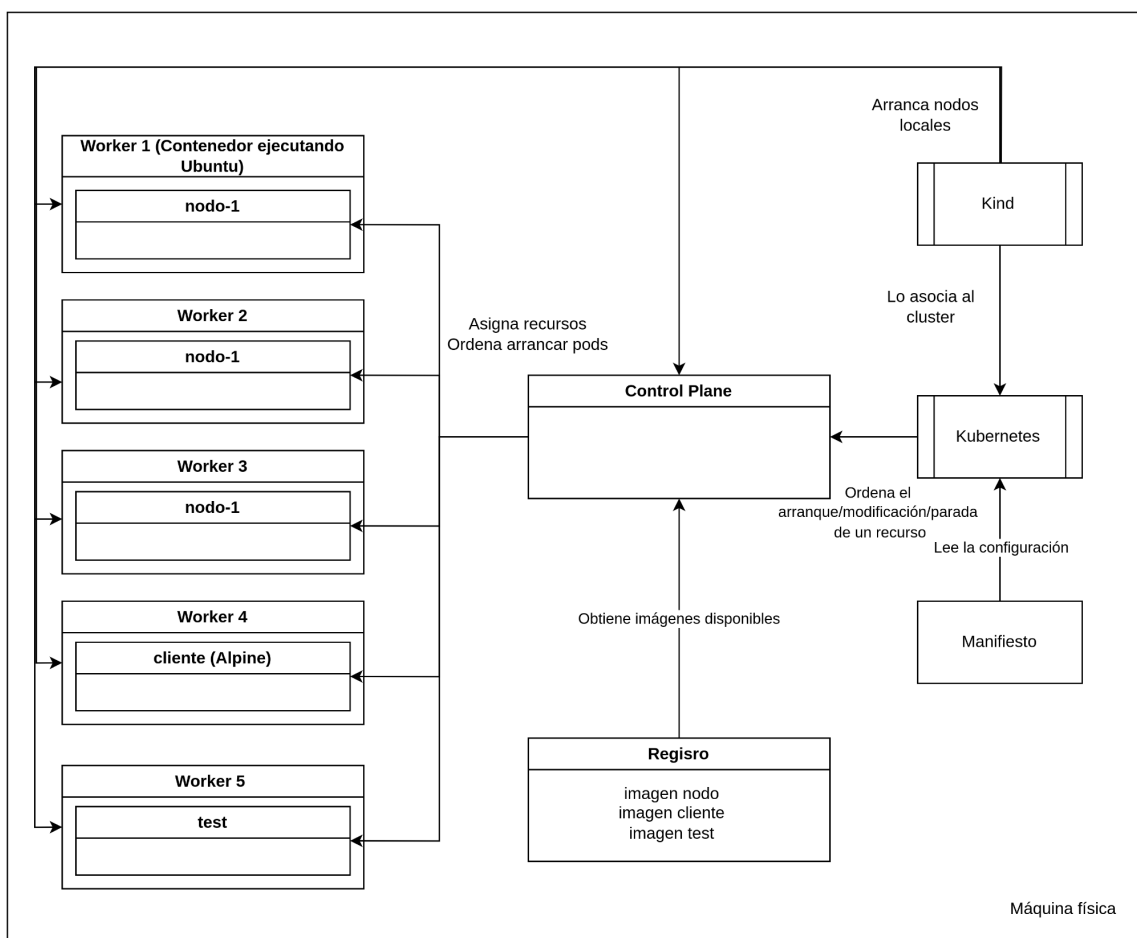 Arranca nodos
locales
Worker 1 (Contenedor ejecutando
Ubuntu)
nodo-1
Kind
Worker 2
nodo-1
Asigna recursos
Ordena arrancar pods
Lo asocia al
cluster
Control Plane
Kubernetes
Worker 3
nodo-1
Ordena el
arranque/modificación/parada
de un recurso
Lee la configuración
Worker 4
cliente (Alpine)
Obtiene imágenes disponibles
Manifiesto
Worker 5
test
Regisro
imagen nodo
imagen cliente
imagen test
Máquina física